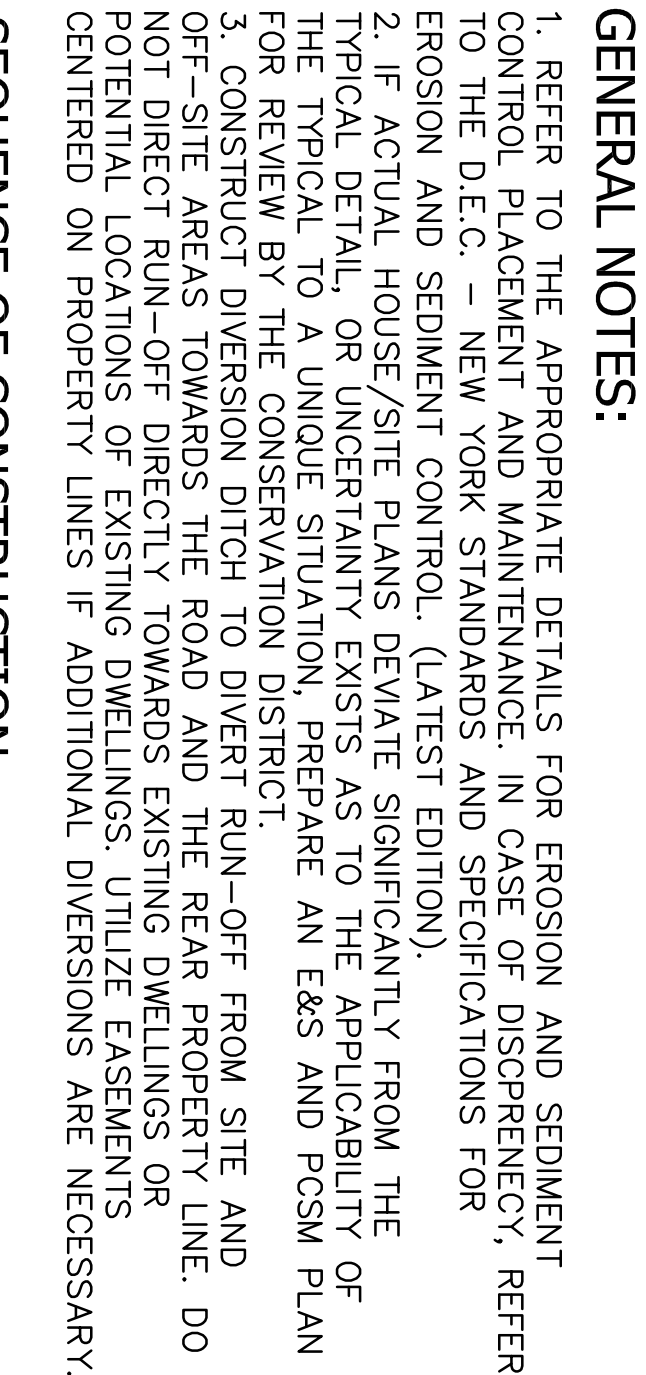 GENERAL NOTES:
1. REFER TO THE APPROPRIATE DETAILS FOR EROSION AND SEDIMENT
CONTROL PLACEMENT AND MAINTENANCE. IN CASE OF DISCPRENECY, REFER
TO THE D.E.C. – NEW YORK STANDARDS AND SPECIFICATIONS FOR
EROSION AND SEDIMENT CONTROL. (LATEST EDITION).
2. IF ACTUAL HOUSE/SITE PLANS DEVIATE SIGNIFICANTLY FROM THE
TYPICAL DETAIL, OR UNCERTAINTY EXISTS AS TO THE APPLICABILITY OF
THE TYPICAL TO A UNIQUE SITUATION, PREPARE AN E&S AND PCSM PLAN
FOR REVIEW BY THE CONSERVATION DISTRICT.
3. CONSTRUCT DIVERSION DITCH TO DIVERT RUN–OFF FROM SITE AND
OFF–SITE AREAS TOWARDS THE ROAD AND THE REAR PROPERTY LINE. DO
NOT DIRECT RUN–OFF DIRECTLY TOWARDS EXISTING DWELLINGS OR
POTENTIAL LOCATIONS OF EXISTING DWELLINGS. UTILIZE EASEMENTS
CENTERED ON PROPERTY LINES IF ADDITIONAL DIVERSIONS ARE NECESSARY.
SEQUENCE OF CONSTRUCTION